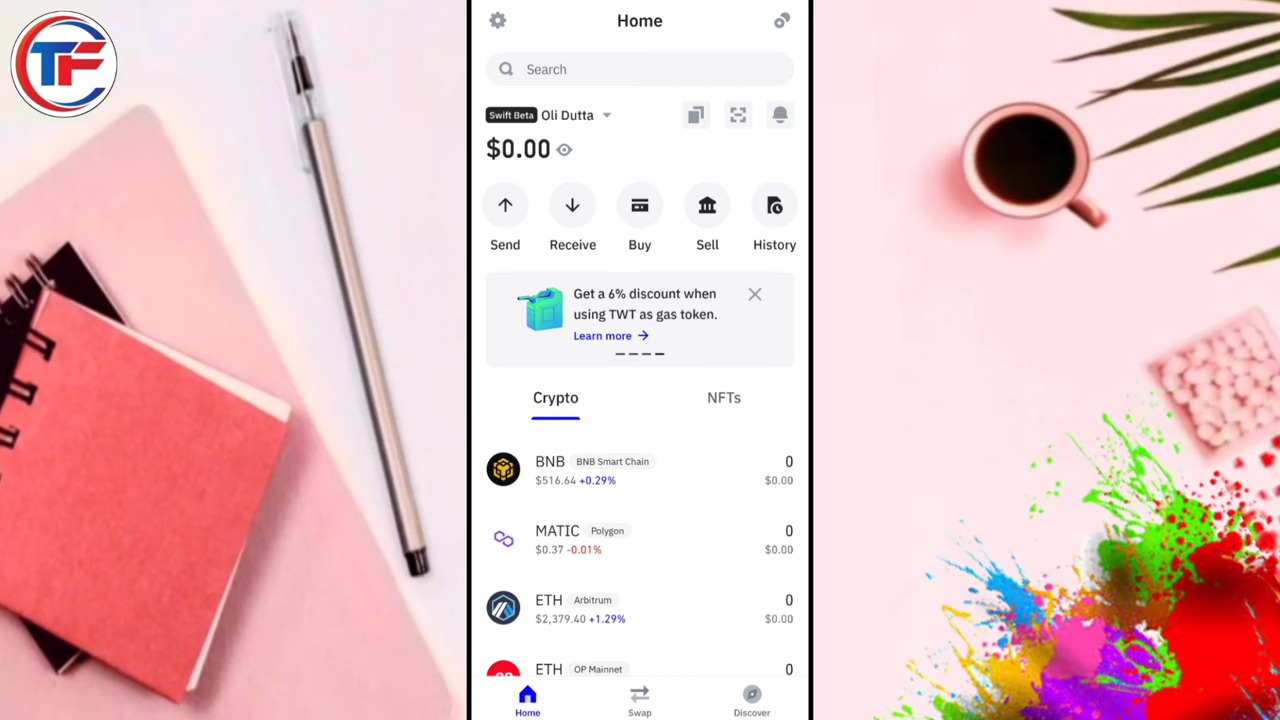 TF
Home
Search
Swift Beta Oli Dutta
$0.00
Send
Receive
Buy
Sell
History
Get a 6% discount when
using TWT as gas token.
Learn more →
Crypto
NFTs
BNB BNB Smart Chain 0
$516.64 +0.29% $0.00
MATIC Polygon 0
$0.37 -0.01% $0.00
ETH Arbitrum 0
$2,379.40 +1.29% $0.00
ETH OP Mainnet 0
OP
Home
Swap
Discover